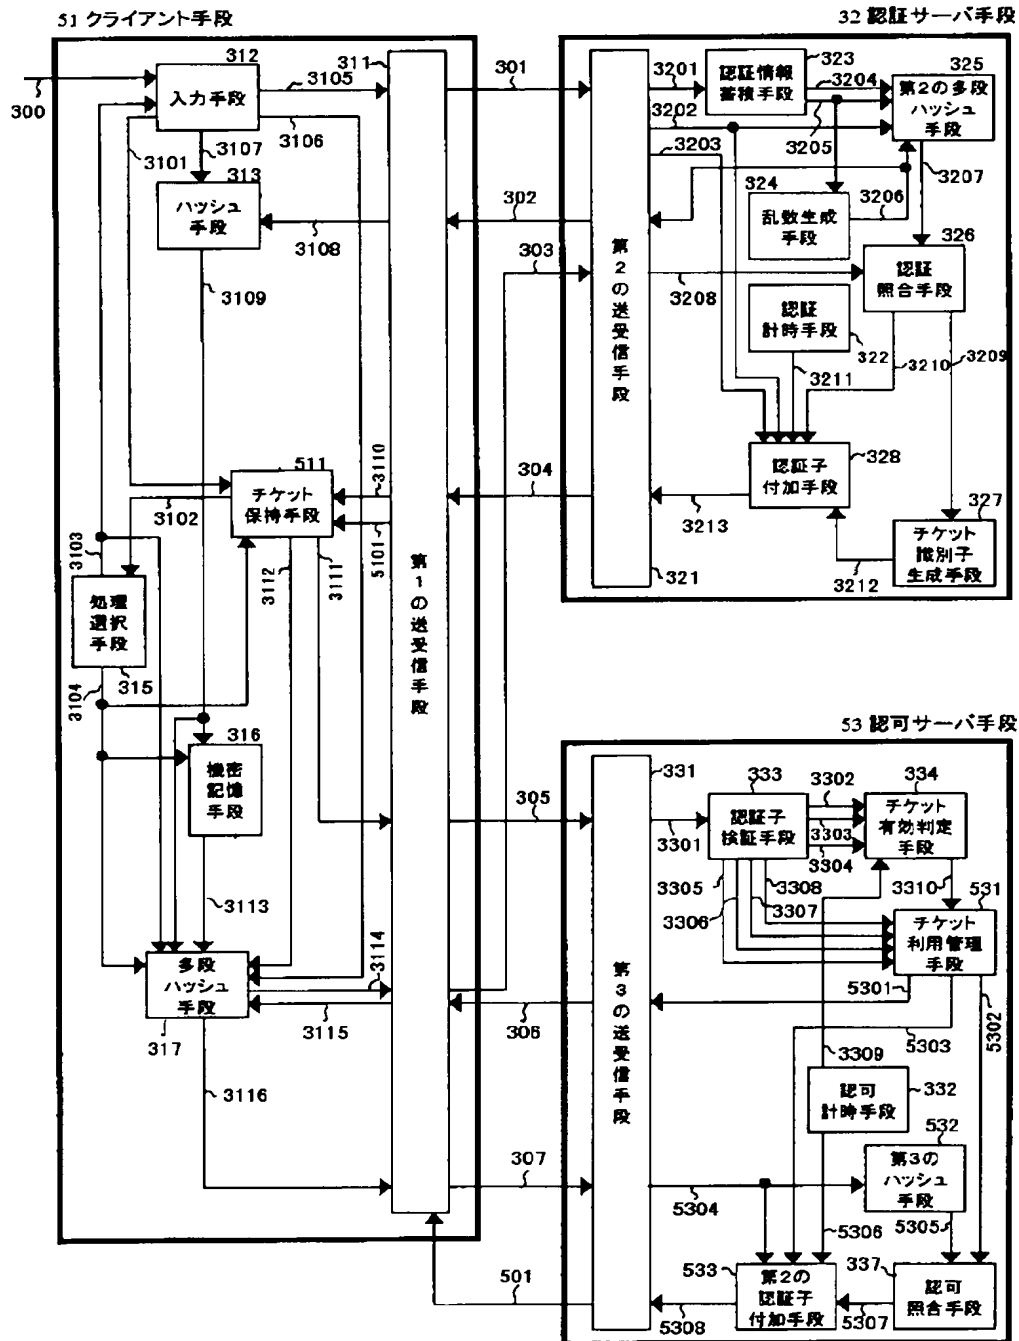 51 クライアント手段
32 認証サーバ手段
300
312
入力手段
3105
3106
3101
3107
313
ハッシュ
手段
3108
3109
311
第1の送受信手段
301
302
303
304
3201
3202
3203
323
認証情報
蓄積手段
3204
3205
325
第2の多段
ハッシュ
手段
324
乱数生成
手段
3206
3207
326
認証
照合手段
3208
認証
計時手段
322
3211
3210
3209
第2の送受信手段
321
認証子
付加手段
328
3213
327
チケット
識別子
生成手段
3212
511
チケット
保持手段
3102
3110
5101
3103
3112
3111
処理
選択
手段
315
3104
316
機密
記憶
手段
3113
3114
多段
ハッシュ
手段
3115
317
3116
53 認可サーバ手段
305
306
307
501
331
第3の送受信手段
3301
333
認証子
検証手段
3302
3303
3304
334
チケット
有効判定
手段
3305
3306
3308
3307
3310
531
チケット
利用管理
手段
5301
5303
5302
3309
332
認可
計時手段
532
第3の
ハッシュ
手段
5304
5305
5306
533
第2の
認証子
付加手段
337
認可
照合手段
5308
5307